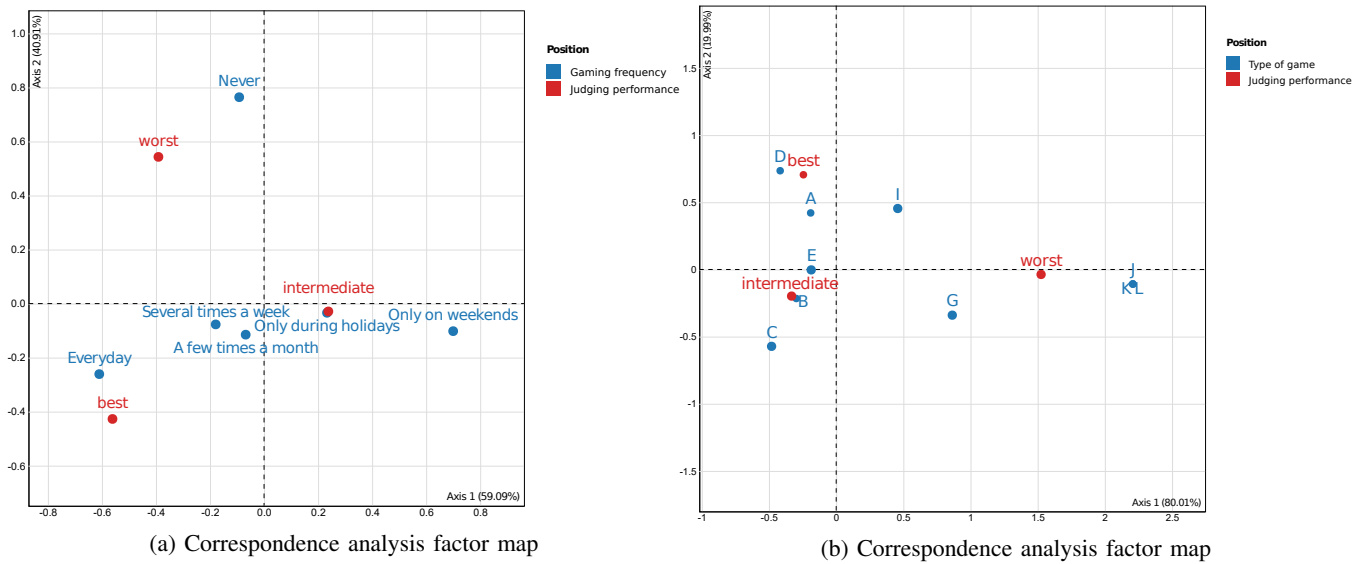 Axis 2 (40.91%)
1.0
0.8
0.6
0.4
0.2
0.0
-0.2
-0.4
-0.6
Never
worst
intermediate
Several times a week
Only during holidays
Only on weekends
A few times a month
Everyday
best
Axis 1 (59.09%)
-0.8 -0.6 -0.4 -0.2 0.0 0.2 0.4 0.6 0.8
Position
Gaming frequency
Judging performance
(a) Correspondence analysis factor map
Axis 2 (19.99%)
1.5
1
0.5
0
-0.5
-1
-1.5
D
best
A
I
E
worst
J
intermediate
B
K L
G
C
Axis 1 (80.01%)
-1 -0.5 0 0.5 1 1.5 2 2.5
Position
Type of game
Judging performance
(b) Correspondence analysis factor map